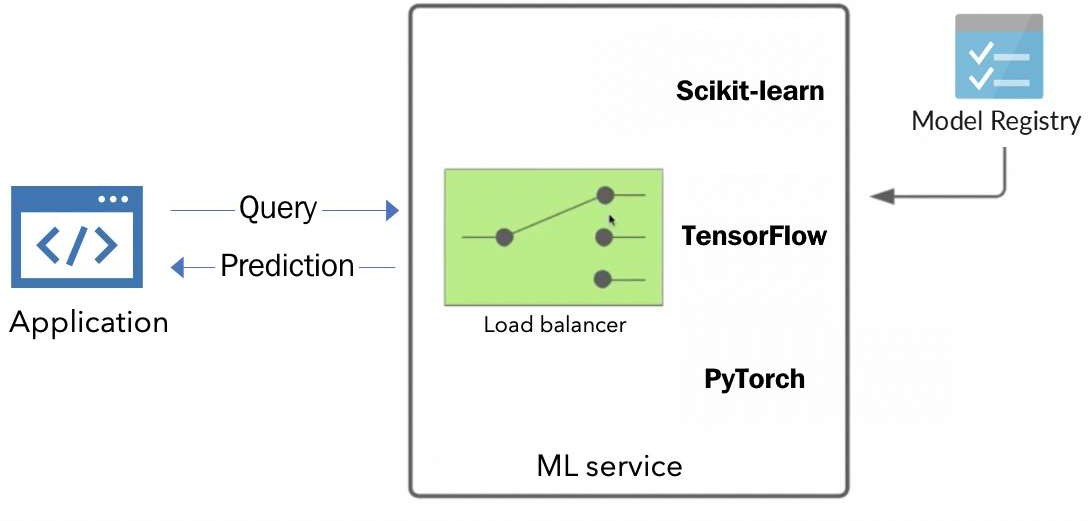 Scikit-learn
Model Registry
Query
</>
TensorFlow
Prediction
Application
Load balancer
PyTorch
ML service